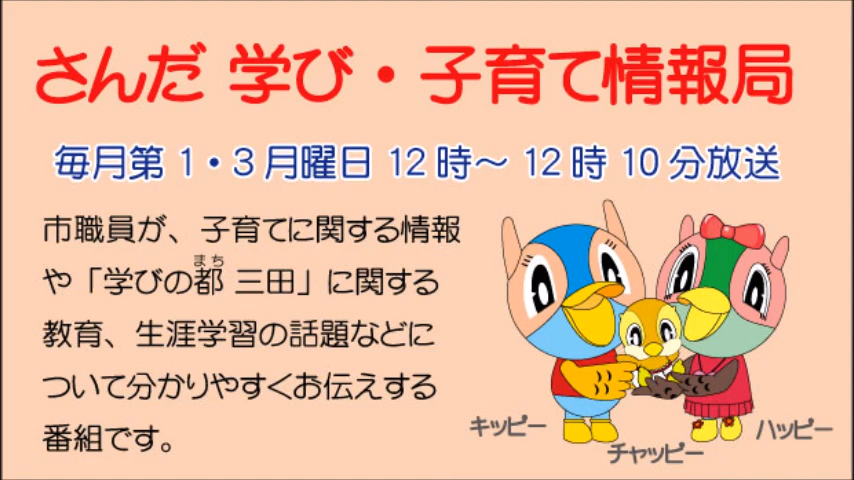 さんだ 学び・子育て情報局
毎月第 1・3 月曜日 12 時～ 12 時 10 分放送
市職員が、子育てに関する情報
や「学びの都 三田」に関する
まち
教育、生涯学習の話題などに
ついて分かりやすくお伝えする
番組です。
キッピー
チャッピー
ハッピー